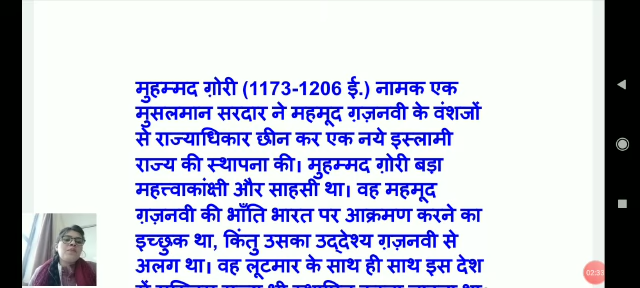 मुहम्मद ग़ोरी (1173-1206 ई.) नामक एक
मुसलमान सरदार ने महमूद ग़ज़नवी के वंशजों
से राज्याधिकार छीन कर एक नये इस्लामी
राज्य की स्थापना की। मुहम्मद ग़ोरी बड़ा
महत्त्वाकांक्षी और साहसी था। वह महमूद
ग़ज़नवी की भाँति भारत पर आक्रमण करने का
इच्छुक था, किंतु उसका उद्देश्य ग़ज़नवी से
अलग था। वह लूटमार के साथ ही साथ इस देश